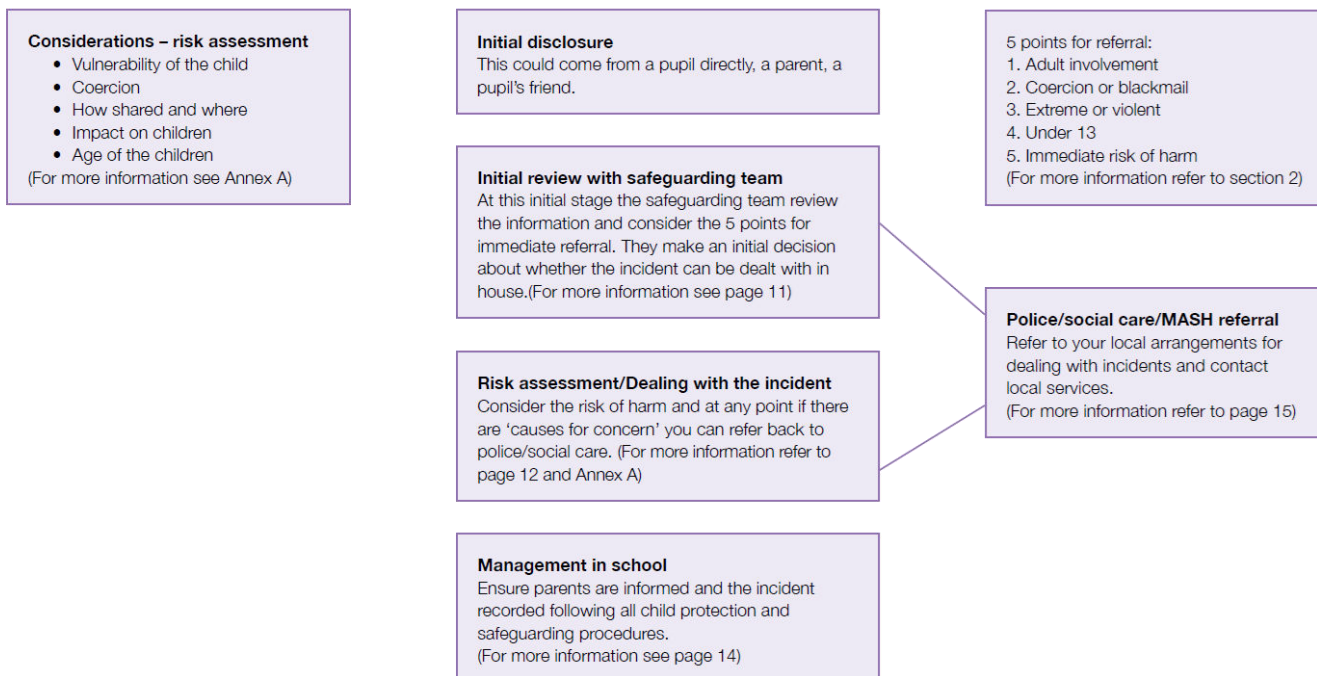 Considerations – risk assessment
• Vulnerability of the child
• Coercion
• How shared and where
• Impact on children
• Age of the children
(For more information see Annex A)
Initial disclosure
This could come from a pupil directly, a parent, a
pupil's friend.
Initial review with safeguarding team
At this initial stage the safeguarding team review
the information and consider the 5 points for
immediate referral. They make an initial decision
about whether the incident can be dealt with in
house.(For more information see page 11)
Risk assessment/Dealing with the incident
Consider the risk of harm and at any point if there
are ‘causes for concern’ you can refer back to
police/social care. (For more information refer to
page 12 and Annex A)
Management in school
Ensure parents are informed and the incident
recorded following all child protection and
safeguarding procedures.
(For more information see page 14)
5 points for referral:
1. Adult involvement
2. Coercion or blackmail
3. Extreme or violent
4. Under 13
5. Immediate risk of harm
(For more information refer to section 2)
Police/social care/MASH referral
Refer to your local arrangements for
dealing with incidents and contact
local services.
(For more information refer to page 15)